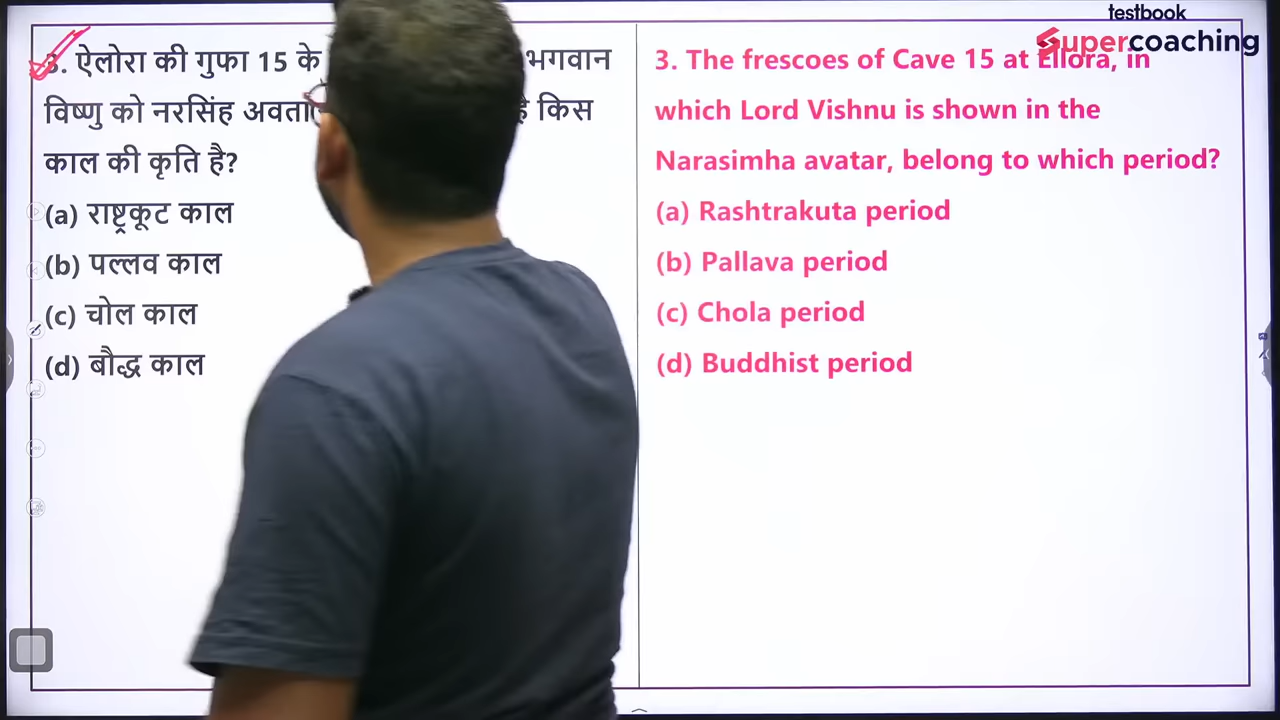 testbook
Supercoaching
3. ऐलोरा की गुफा 15 के भगवान
विष्णु को नरसिंह किस
काल की कृति है?
(a) राष्ट्रकूट काल
(b) पल्लव काल
(c) चोल काल
(d) बौद्ध काल
3. The frescoes of Cave 15 at Ellora, in
which Lord Vishnu is shown in the
Narasimha avatar, belong to which period?
(a) Rashtrakuta period
(b) Pallava period
(c) Chola period
(d) Buddhist period